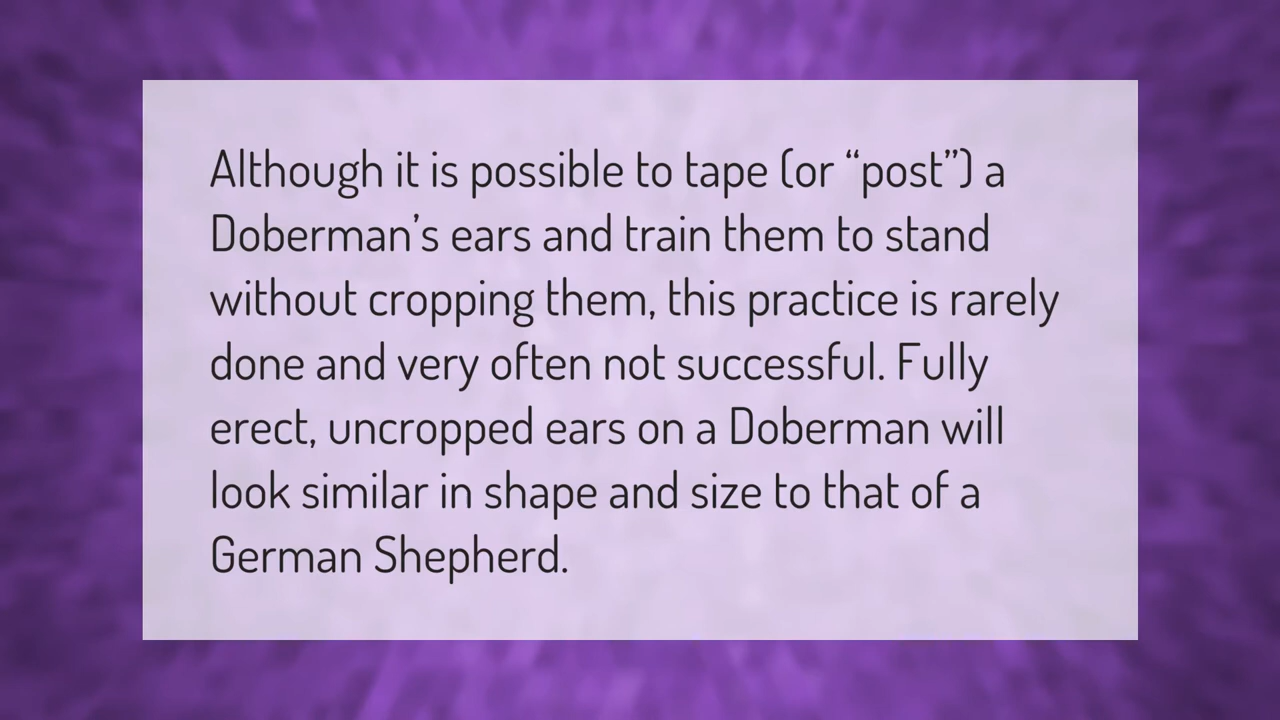 Although it is possible to tape (or “post”) a
Doberman’s ears and train them to stand
without cropping them, this practice is rarely
done and very often not successful. Fully
erect, uncropped ears on a Doberman will
look similar in shape and size to that of a
German Shepherd.